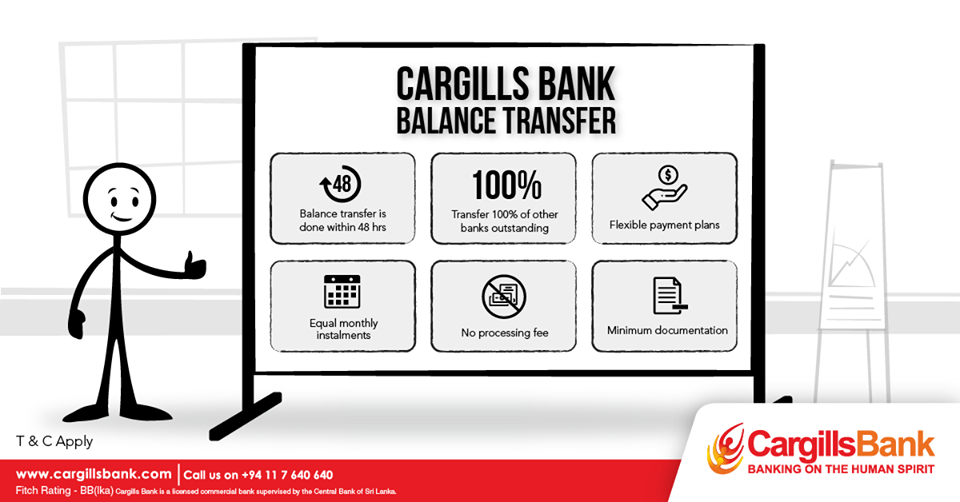 CARGILLS BANK
BALANCE TRANSFER
48
Balance transfer is
done within 48 hrs
100%
Transfer 100% of other
banks outstanding
$
Flexible payment plans
Equal monthly
instalments
No processing fee
Minimum documentation
T & C Apply
www.cargillsbank.com | Call us on +94 11 7 640 640
Fitch Rating - BB(lka) Cargills Bank is a licensed commercial bank supervised by the Central Bank of Sri Lanka.
CargillsBank
BANKING ON THE HUMAN SPIRIT